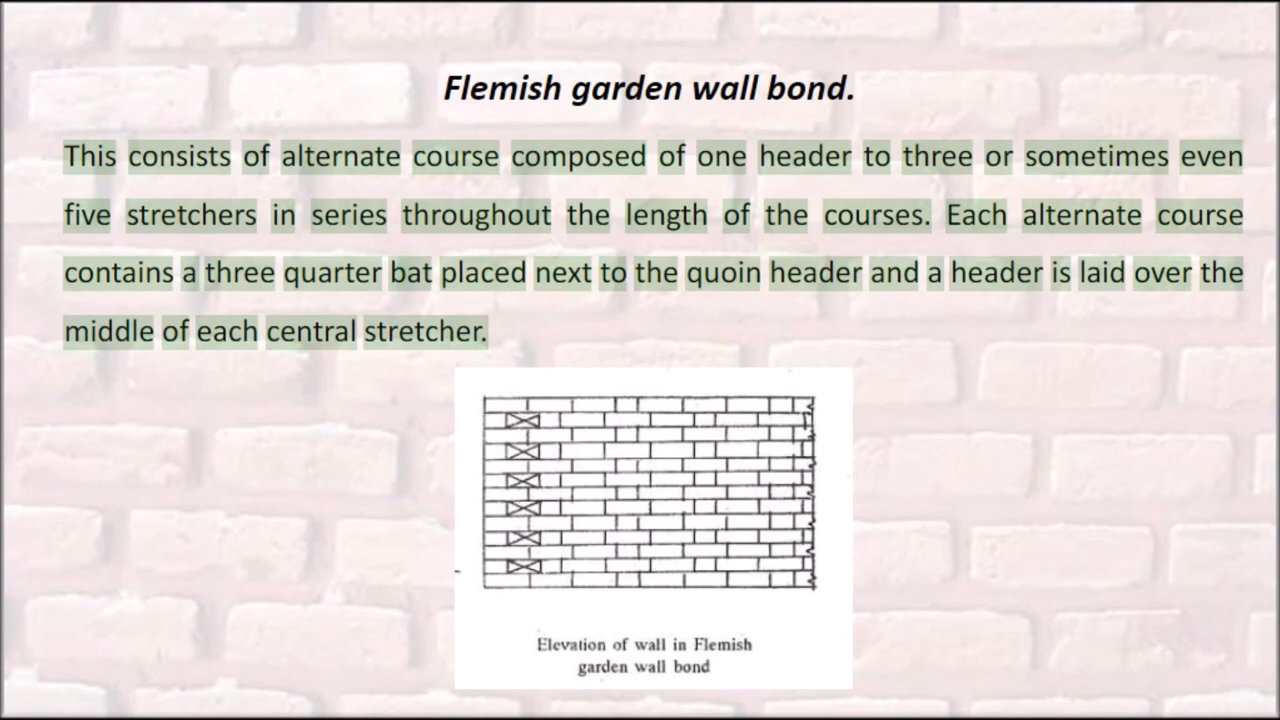 Flemish garden wall bond.
This consists of alternate course composed of one header to three or sometimes even
five stretchers in series throughout the length of the courses. Each alternate course
contains a three quarter bat placed next to the quoin header and a header is laid over the
middle of each central stretcher.
Elevation of wall in Flemish
garden wall bond